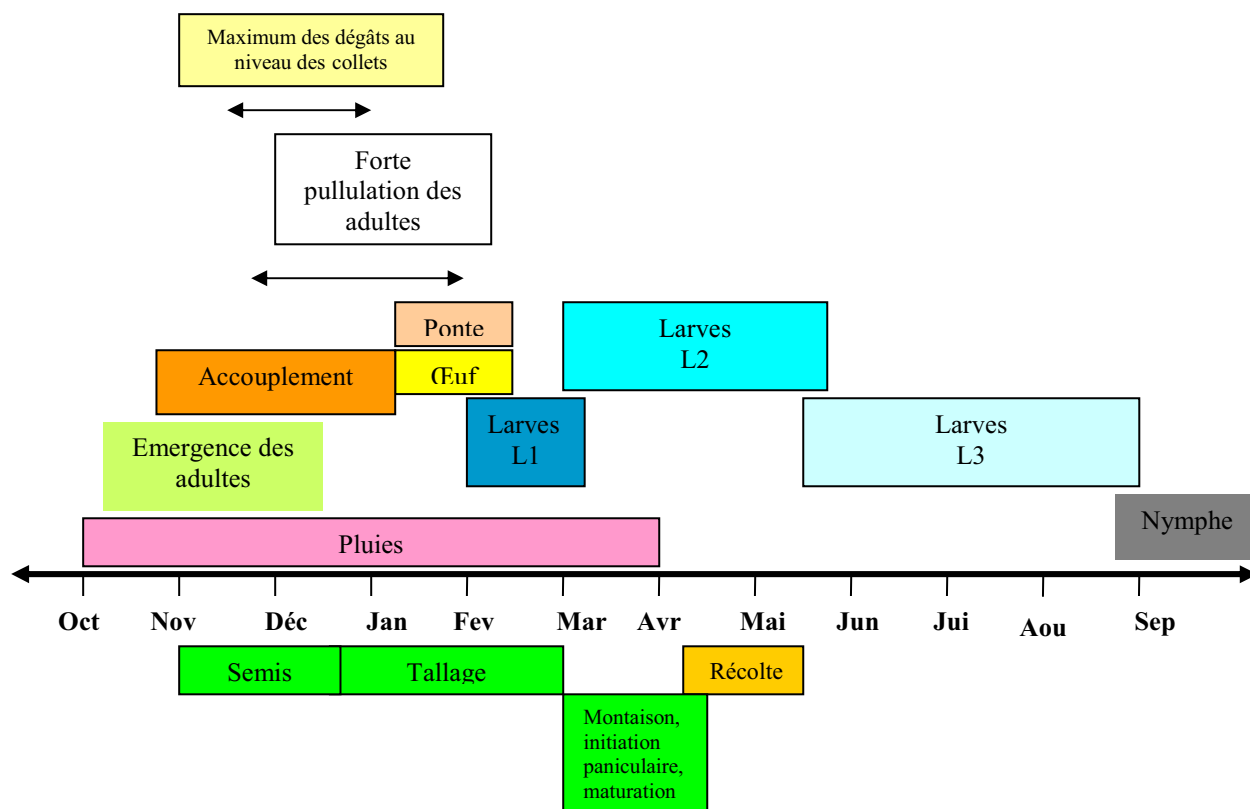 Maximum des dégâts au
niveau des collets
Forte
pullulation des
adultes
Ponte
Larves
L2
Accouplement
Œuf
Larves
L1
Larves
L3
Emergence des
adultes
Nymphe
Pluies
Oct Nov Déc Jan Fev Mar Avr Mai Jun Jui Aou Sep
Semis
Tallage
Récolte
Montaison,
initiation
paniculaire,
maturation